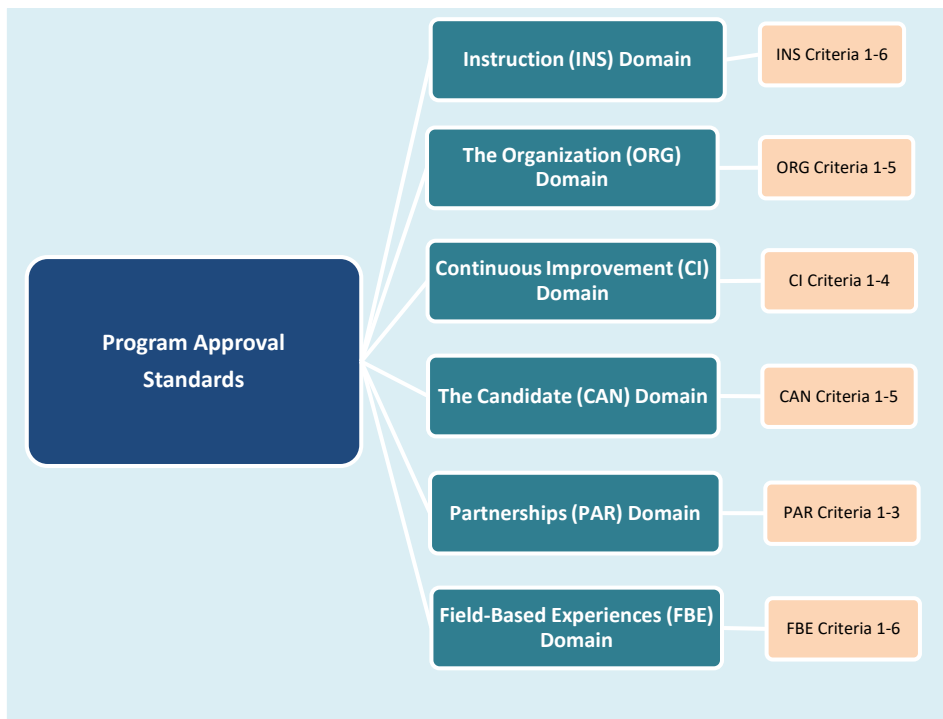 Instruction (INS) Domain
INS Criteria 1-6
The Organization (ORG)
Domain
ORG Criteria 1-5
Continuous Improvement (CI)
Domain
CI Criteria 1-4
Program Approval
Standards
The Candidate (CAN) Domain
CAN Criteria 1-5
Partnerships (PAR) Domain
PAR Criteria 1-3
Field-Based Experiences (FBE)
Domain
FBE Criteria 1-6